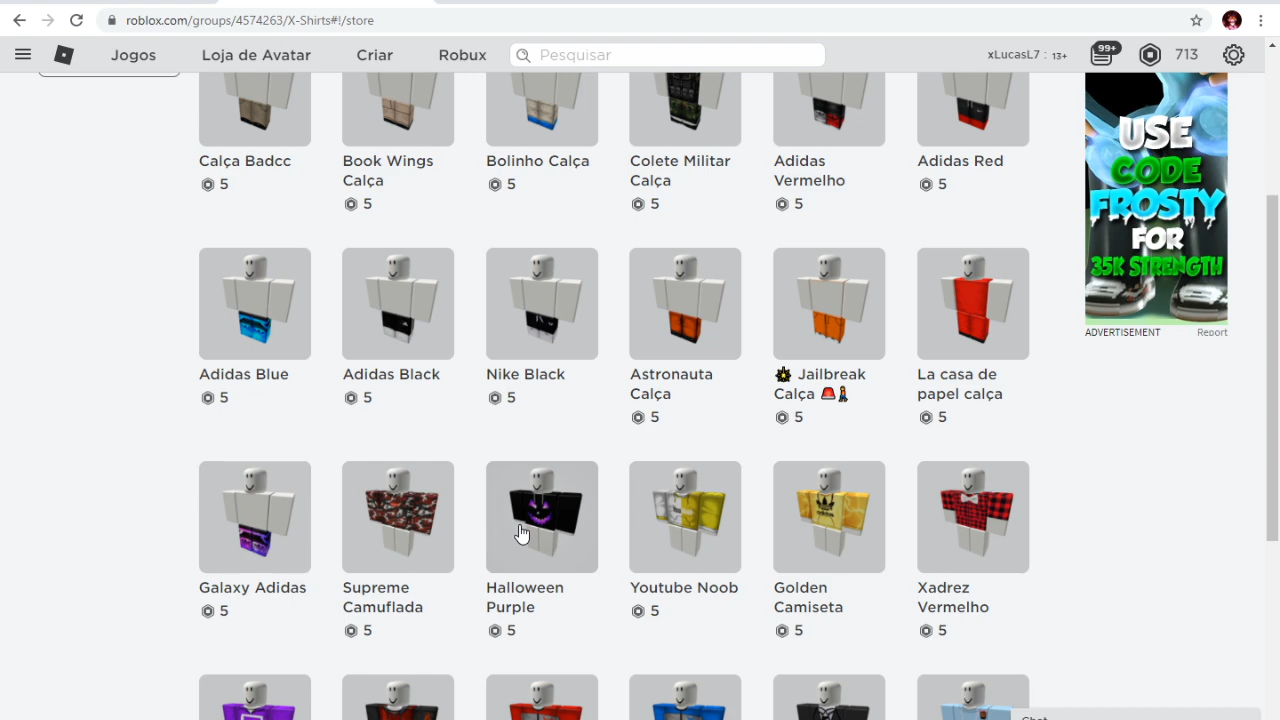 roblox.com/groups/4574263/X-Shirts#!/store
Jogos Loja de Avatar Criar Robux Pesquisar xLucasL7 : 13+ 99+ 713
Calça Badcc
5
Book Wings
Calça
5
Bolinho Calça
5
Colete Militar
Calça
5
Adidas
Vermelho
5
Adidas Red
5
USE
CODE
FROSTY
FOR
35K STRENGTH
ADVERTISEMENT Report
Adidas Blue
5
Adidas Black
5
Nike Black
5
Astronauta
Calça
5
Jailbreak
Calça
5
La casa de
papel calça
5
Galaxy Adidas
5
Supreme
Camuflada
5
Halloween
Purple
5
Youtube Noob
5
adidas
Golden
Camiseta
5
Xadrez
Vermelho
5